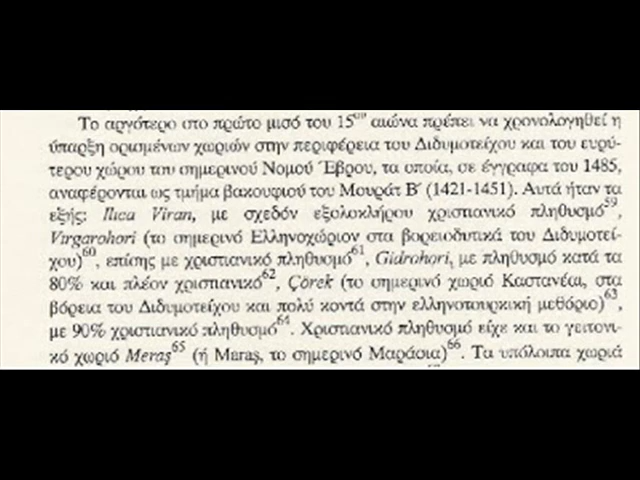 Το αργότερο στο πρώτο μισό του 15ου αιώνα πρέπει να χρονολογηθεί η
ύπαρξη ορισμένων χωριών στην περιφέρεια του Διδυμοτείχου και του ευρύ-
τερου χώρου του σημερινού Νομού Έβρου, τα οποία, σε έγγραφα του 1485,
αναφέρονται ως τμήμα βακουφιού του Μουράτ Β΄ (1421-1451). Αυτά ήταν τα
εξής: Ilıca Viran, με σχεδόν εξολοκλήρου χριστιανικό πληθυσμό59,
Virgarohori (το σημερινό Ελληνοχώριον στα βορειοδυτικά του Διδυμοτεί-
χου)60, επίσης με χριστιανικό πληθυσμό61, Gidrohori, με πληθυσμό κατά τα
80% και πλέον χριστιανικό62, Çörek (το σημερινό χωριό Καστανέαι, στα
βόρεια του Διδυμοτείχου και πολύ κοντά στην ελληνοτουρκική μεθόριο)63,
με 90% χριστιανικό πληθυσμό64. Χριστιανικό πληθυσμό είχε και το γειτονι-
κό χωριό Meraş65 (ή Maraş, το σημερινό Μαράσια)66. Τα υπόλοιπα χωριά